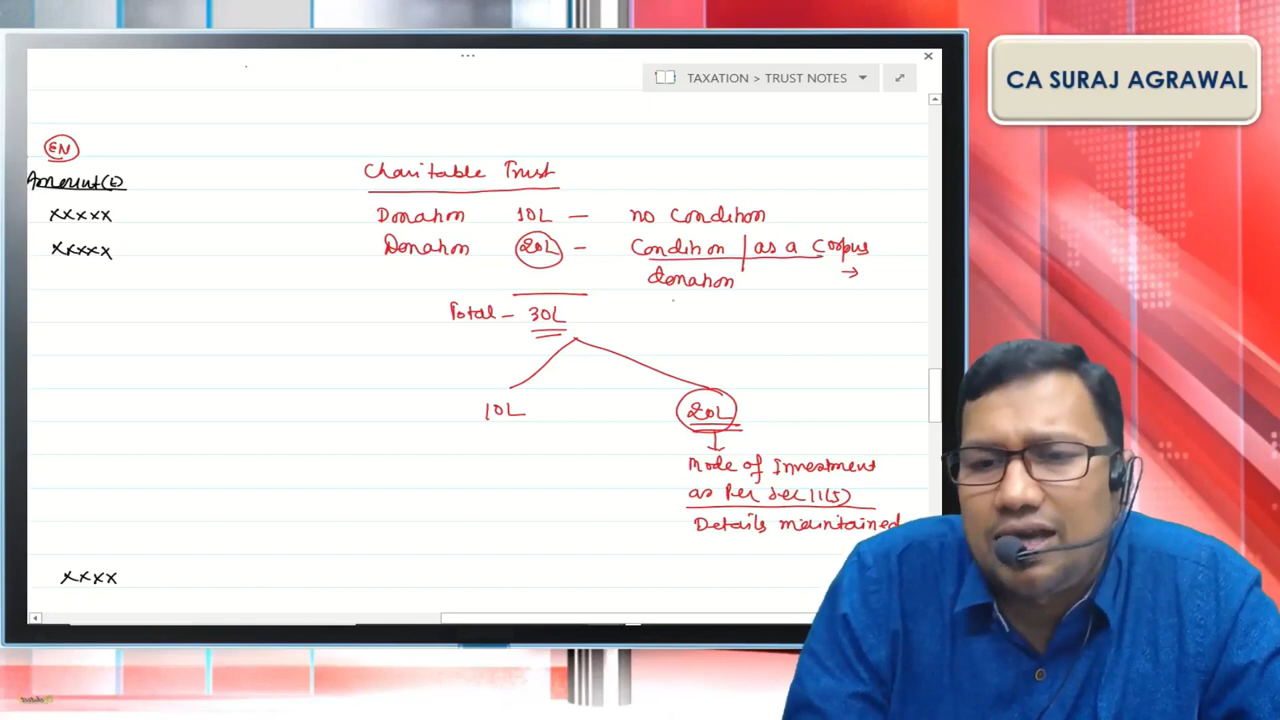 CA SURAJ AGRAWAL
TAXATION > TRUST NOTES
EN
Amount(₹)
xxxxx
xxxxx
xxxx
Charitable Trust
Donation 10L – no condition
Donation 20L – Condition | as a Corpus →
donation
Total – 30L
10L 20L
Mode of Investment
as Per Sec 11(5)
Details maintained